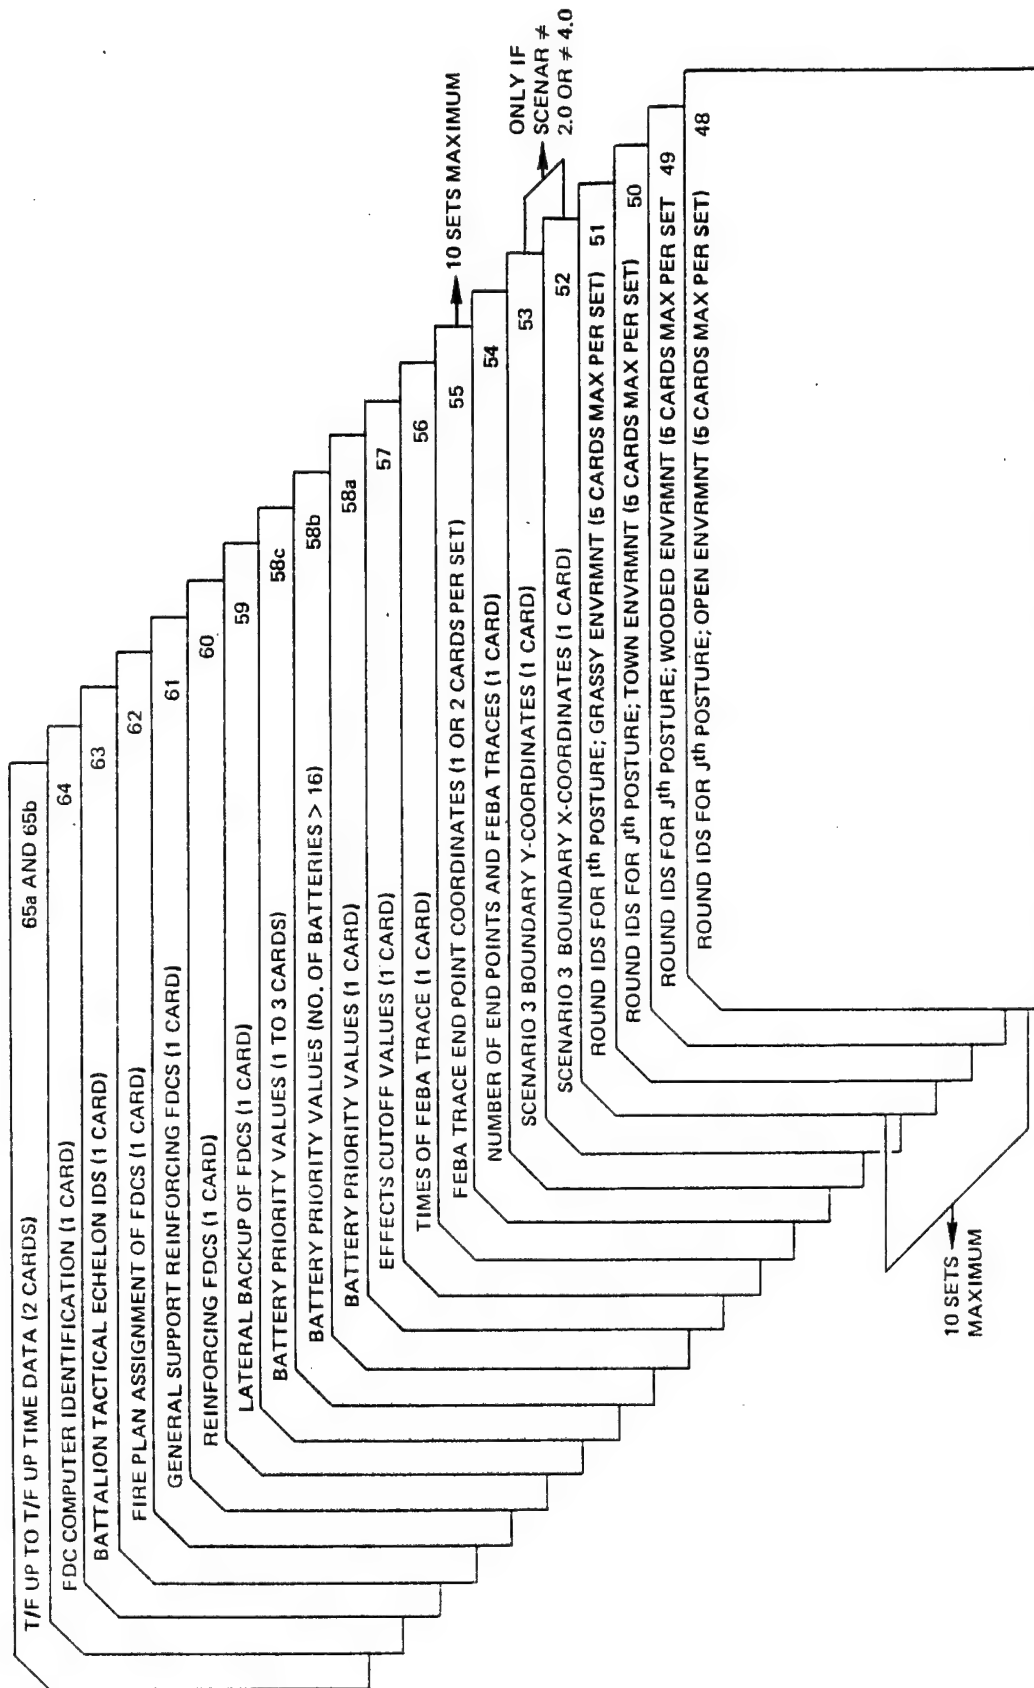 T/F UP TO T/F UP TIME DATA (2 CARDS) 65a AND 65b
FDC COMPUTER IDENTIFICATION (1 CARD) 64
BATTALION TACTICAL ECHELON IDS (1 CARD) 63
FIRE PLAN ASSIGNMENT OF FDCS (1 CARD) 62
GENERAL SUPPORT REINFORCING FDCS (1 CARD) 61
REINFORCING FDCS (1 CARD) 60
LATERAL BACKUP OF FDCS (1 CARD) 59
BATTERY PRIORITY VALUES (1 TO 3 CARDS) 58c
BATTERY PRIORITY VALUES (NO. OF BATTERIES > 16) 58b
BATTERY PRIORITY VALUES (1 CARD) 58a
EFFECTS CUTOFF VALUES (1 CARD) 57
TIMES OF FEBA TRACE (1 CARD) 56
FEBA TRACE END POINT COORDINATES (1 OR 2 CARDS PER SET) 55
10 SETS MAXIMUM
NUMBER OF END POINTS AND FEBA TRACES (1 CARD) 54
SCENARIO 3 BOUNDARY Y-COORDINATES (1 CARD) 53
ONLY IF
SCENAR ≠
2.0 OR ≠ 4.0
SCENARIO 3 BOUNDARY X-COORDINATES (1 CARD) 52
ROUND IDS FOR Ith POSTURE; GRASSY ENVRMNT (5 CARDS MAX PER SET) 51
ROUND IDS FOR Jth POSTURE; TOWN ENVRMNT (5 CARDS MAX PER SET) 50
ROUND IDS FOR Jth POSTURE; WOODED ENVRMNT (5 CARDS MAX PER SET 49
ROUND IDS FOR Jth POSTURE; OPEN ENVRMNT (5 CARDS MAX PER SET) 48
10 SETS
MAXIMUM